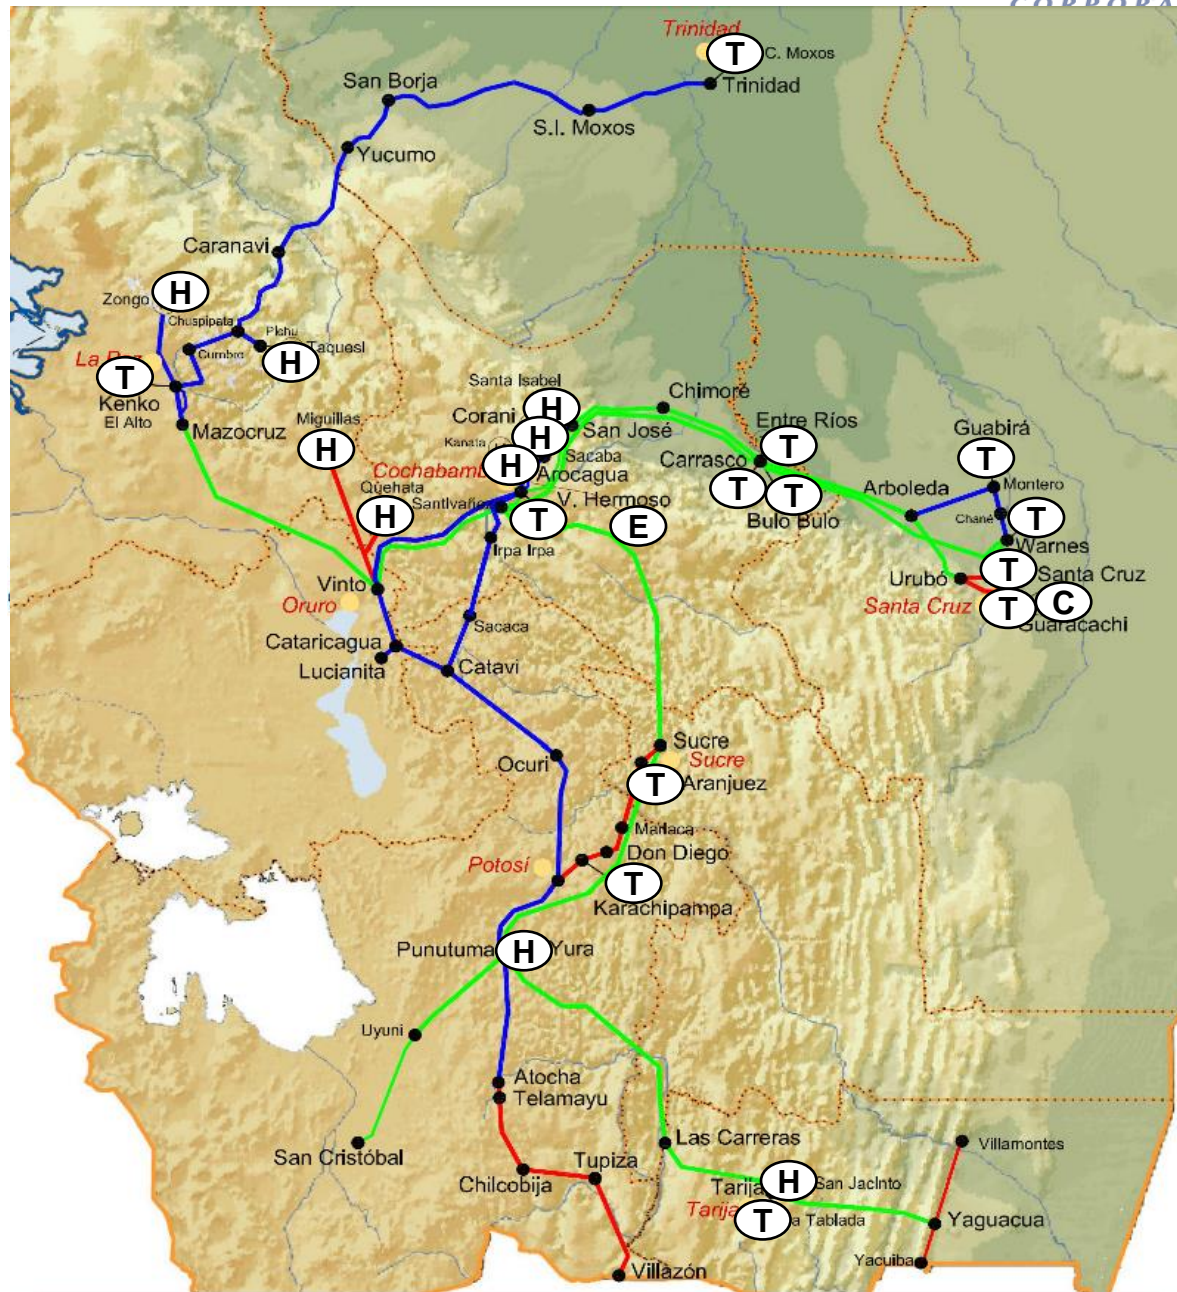 Trinidad
T
C. Moxos
Trinidad
San Borja
S.I. Moxos
Yucumo
Caranavi
Zongo
H
Chuspipata
Pichu
Taquesi
H
Cumbre
T
Kenko
El Alto
Mazocruz
Miguillas
H
Santa Isabel
H
Corani
H
San José
Chimoré
Kanata
Sacaba
H
Arocagua
Quehata
H
T
V. Hermoso
E
Irpa Irpa
Entre Ríos
T
Carrasco
T
T
Bulo Bulo
Guabirá
T
Arboleda
Montero
Chané
T
Warnes
Urubó
T
Santa Cruz
Santa Cruz
T
C
Guaracachi
Vinto
Oruro
Sacaca
Cataricagua
Lucianita
Catavi
Ocuri
Sucre
Sucre
T
Aranjuez
Mariaca
Don Diego
Potosí
T
Karachipampa
Punutuma
H
Yura
Uyuni
Atocha
Telamayu
San Cristóbal
Chilcobija
Tupiza
Villazón
Las Carreras
H
San Jacinto
Tarija
Tarija
T
a Tablada
Villamontes
Yaguacua
Yacuiba